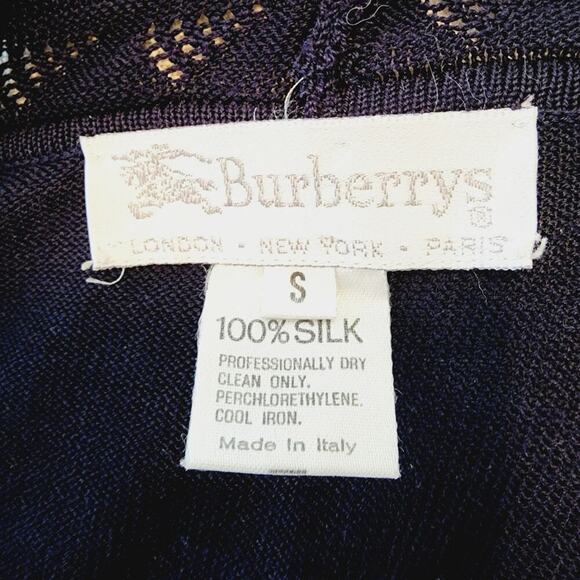 Burberrys
®
LONDON - NEW YORK - PARIS
S
100% SILK
PROFESSIONALLY DRY
CLEAN ONLY.
PERCHLORETHYLENE.
COOL IRON.
Made In Italy